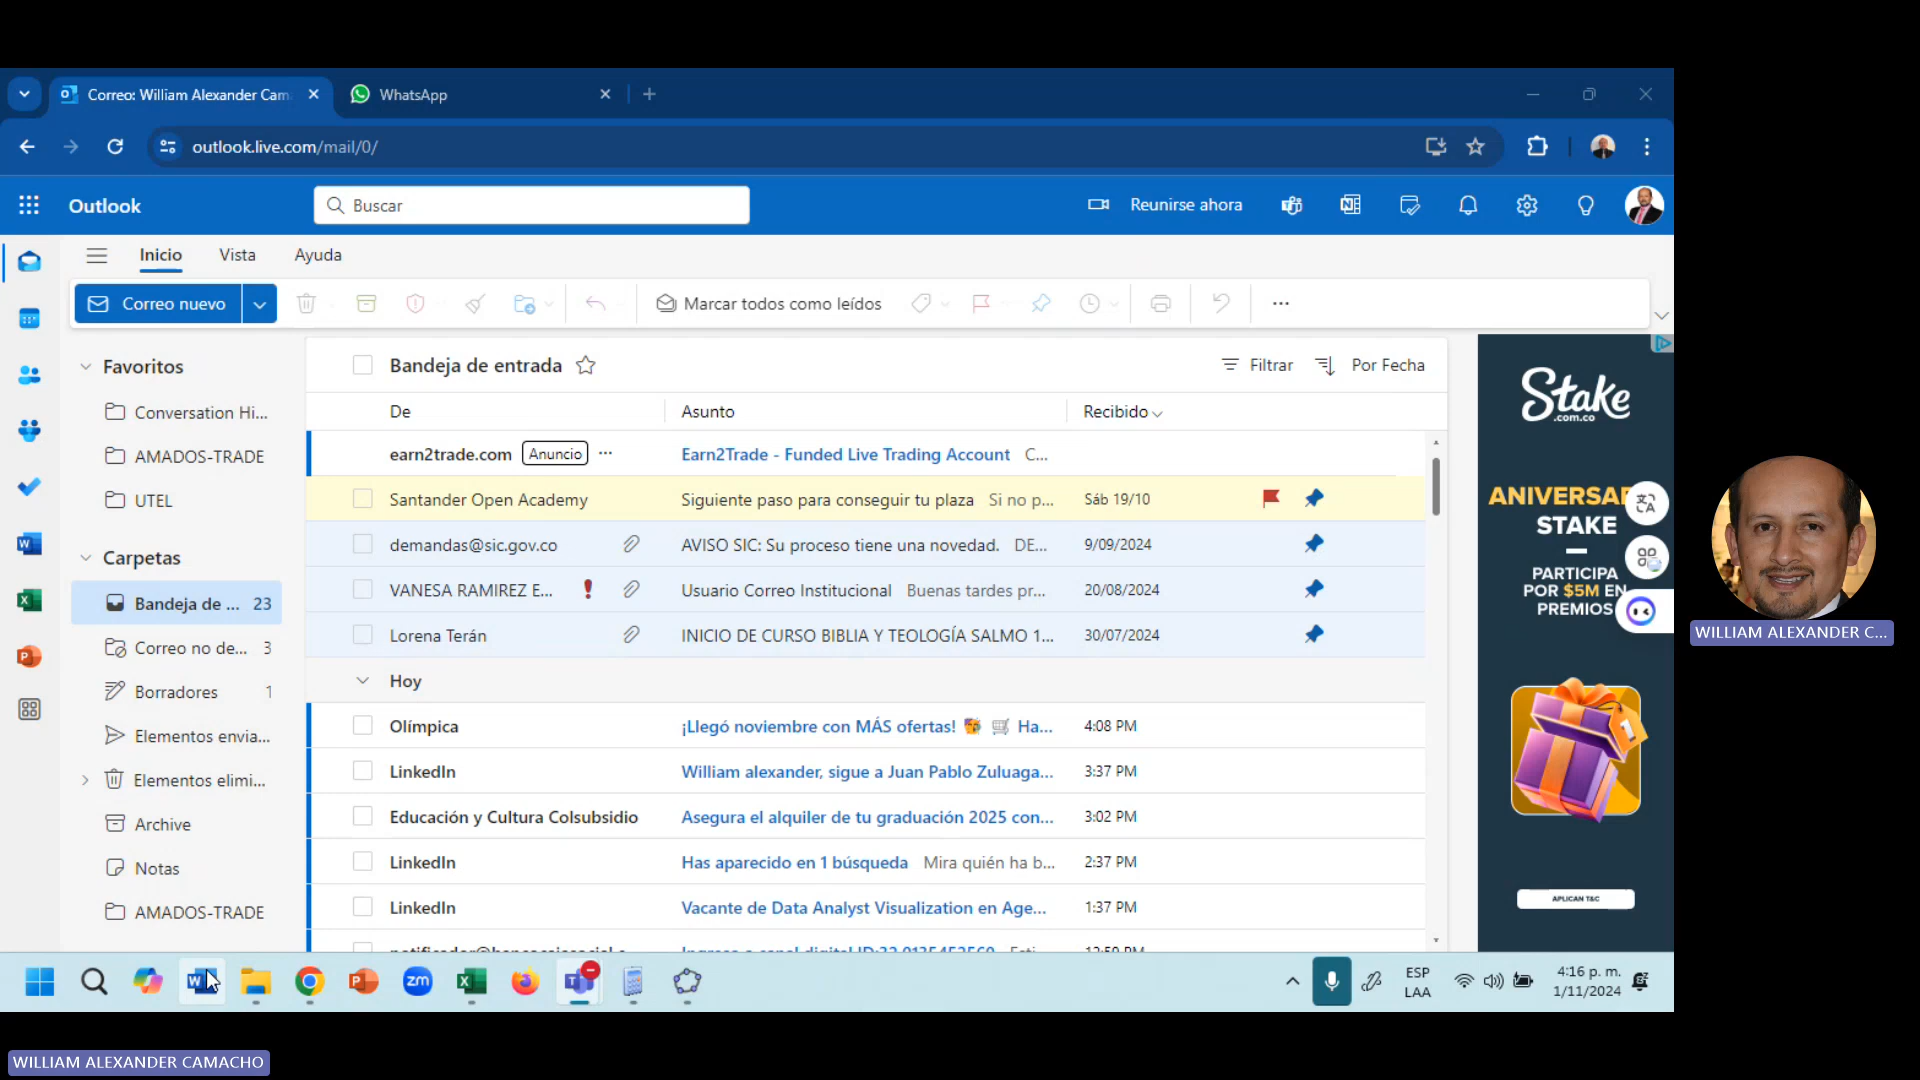 Correo: William Alexander Cam
WhatsApp
outlook.live.com/mail/0/
Outlook
Buscar
Reunirse ahora
Inicio
Vista
Ayuda
Correo nuevo
Marcar todos como leídos
Favoritos
Conversation Hi...
AMADOS-TRADE
UTEL
Carpetas
Bandeja de ... 23
Correo no de... 3
Borradores 1
Elementos envia...
Elementos elimi...
Archive
Notas
AMADOS-TRADE
Bandeja de entrada
Filtrar
Por Fecha
De Asunto Recibido
earn2trade.com Anuncio ... Earn2Trade - Funded Live Trading Account C...
Santander Open Academy Siguiente paso para conseguir tu plaza Si no p... Sáb 19/10
demandas@sic.gov.co AVISO SIC: Su proceso tiene una novedad. DE... 9/09/2024
VANESA RAMIREZ E... Usuario Correo Institucional Buenas tardes pr... 20/08/2024
Lorena Terán INICIO DE CURSO BIBLIA Y TEOLOGÍA SALMO 1... 30/07/2024
Hoy
Olímpica ¡Llegó noviembre con MÁS ofertas! Ha... 4:08 PM
LinkedIn William alexander, sigue a Juan Pablo Zuluaga... 3:37 PM
Educación y Cultura Colsubsidio Asegura el alquiler de tu graduación 2025 con... 3:02 PM
LinkedIn Has aparecido en 1 búsqueda Mira quién ha b... 2:37 PM
LinkedIn Vacante de Data Analyst Visualization en Age... 1:37 PM
Stake
.com.co
ANIVERSA
STAKE
PARTICIPA
POR $5M EN
PREMIOS
1
APLICAN T&C
zm
ESP
LAA
4:16 p. m.
1/11/2024
WILLIAM ALEXANDER C...
WILLIAM ALEXANDER CAMACHO